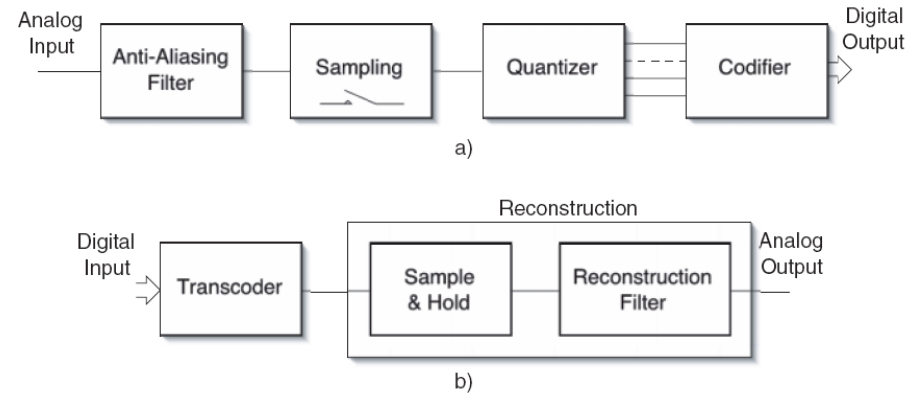 Analog
Input
Anti-Aliasing
Filter
Sampling
Quantizer
Codifier
Digital
Output
a)
Reconstruction
Digital
Input
Transcoder
Sample
& Hold
Reconstruction
Filter
Analog
Output
b)